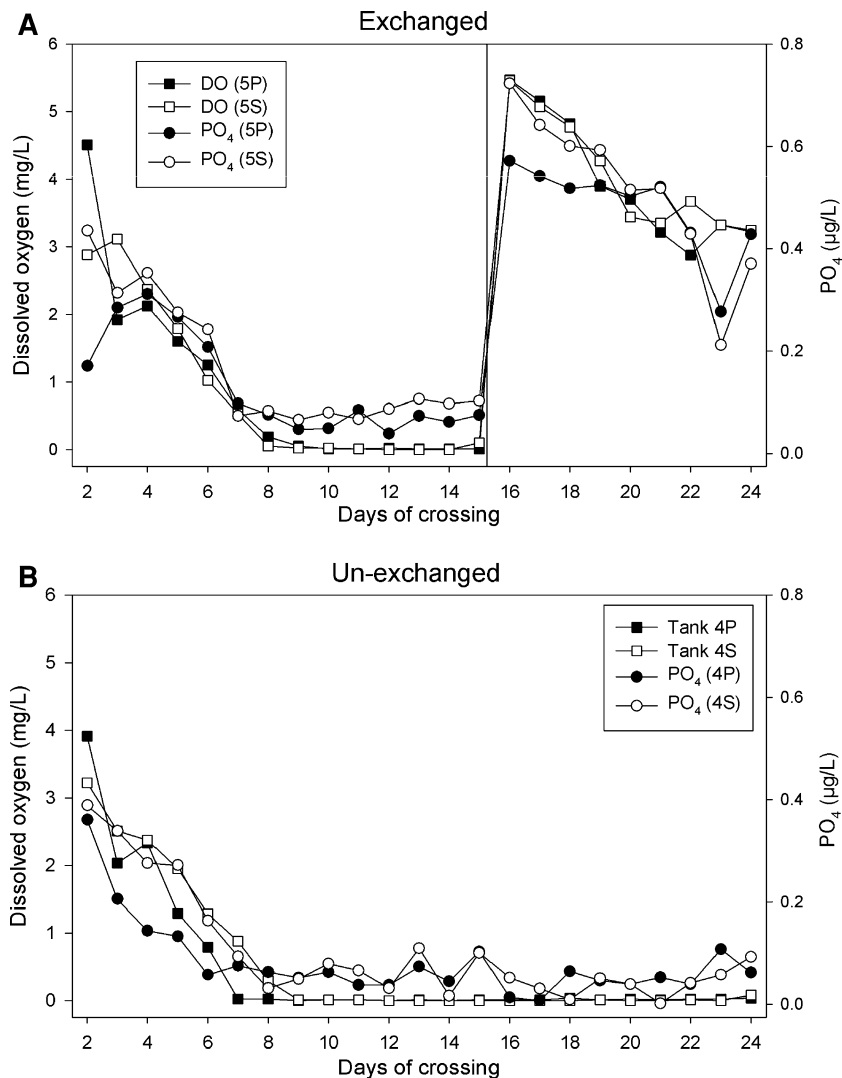 A
Exchanged
DO (5P)
DO (5S)
PO4 (5P)
PO4 (5S)
Dissolved oxygen (mg/L)
6
5
4
3
2
1
0
0.8
0.6
0.4
0.2
0.0
PO4 (µg/L)
2 4 6 8 10 12 14 16 18 20 22 24
Days of crossing
B
Un-exchanged
Tank 4P
Tank 4S
PO4 (4P)
PO4 (4S)
Dissolved oxygen (mg/L)
6
5
4
3
2
1
0
0.8
0.6
0.4
0.2
0.0
PO4 (µg/L)
2 4 6 8 10 12 14 16 18 20 22 24
Days of crossing